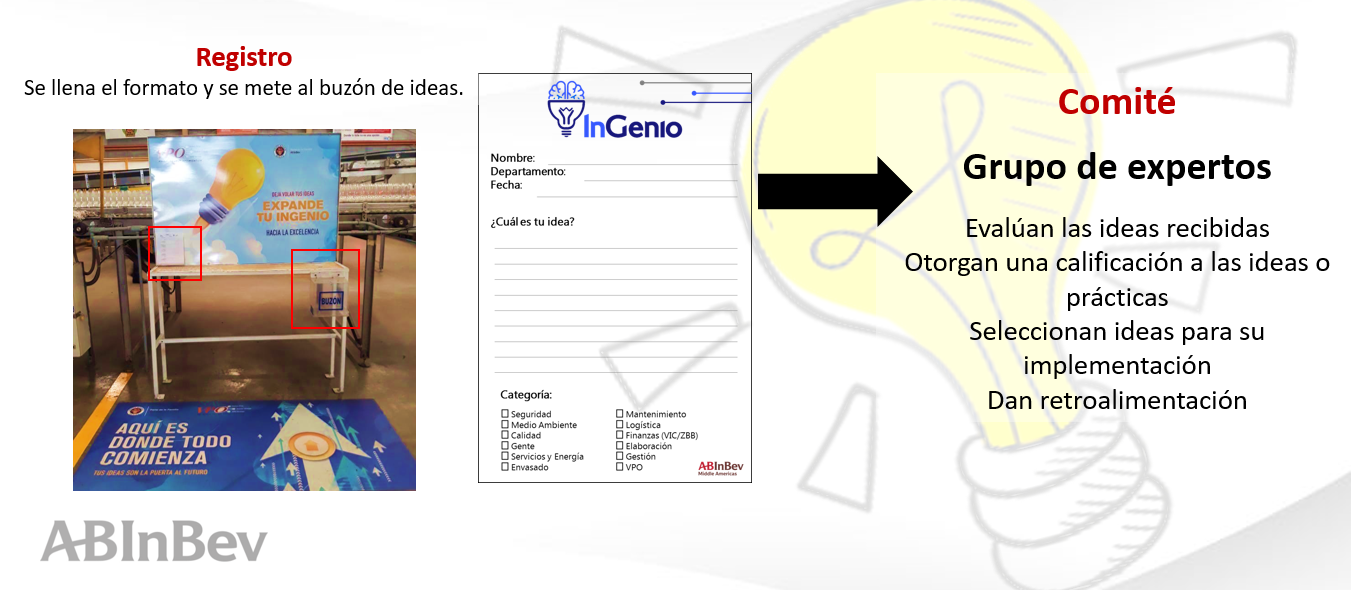 Registro
Se llena el formato y se mete al buzón de ideas.
DEJA VOLAR TUS IDEAS
EXPANDE
TU INGENIO
HACIA LA EXCELENCIA
BUZÓN
AQUÍ ES
DONDE TODO
COMIENZA
TUS IDEAS SON LA PUERTA AL FUTURO
ABInBev
InGenio
Nombre:
Departamento:
Fecha:
¿Cuál es tu idea?
Categoría:
Seguridad
Medio Ambiente
Calidad
Gente
Servicios y Energía
Envasado
Mantenimiento
Logística
Finanzas (VIC/ZBB)
Elaboración
Gestión
VPO
ABInBev
Middle Americas
Comité
Grupo de expertos
Evalúan las ideas recibidas
Otorgan una calificación a las ideas o
prácticas
Seleccionan ideas para su
implementación
Dan retroalimentación